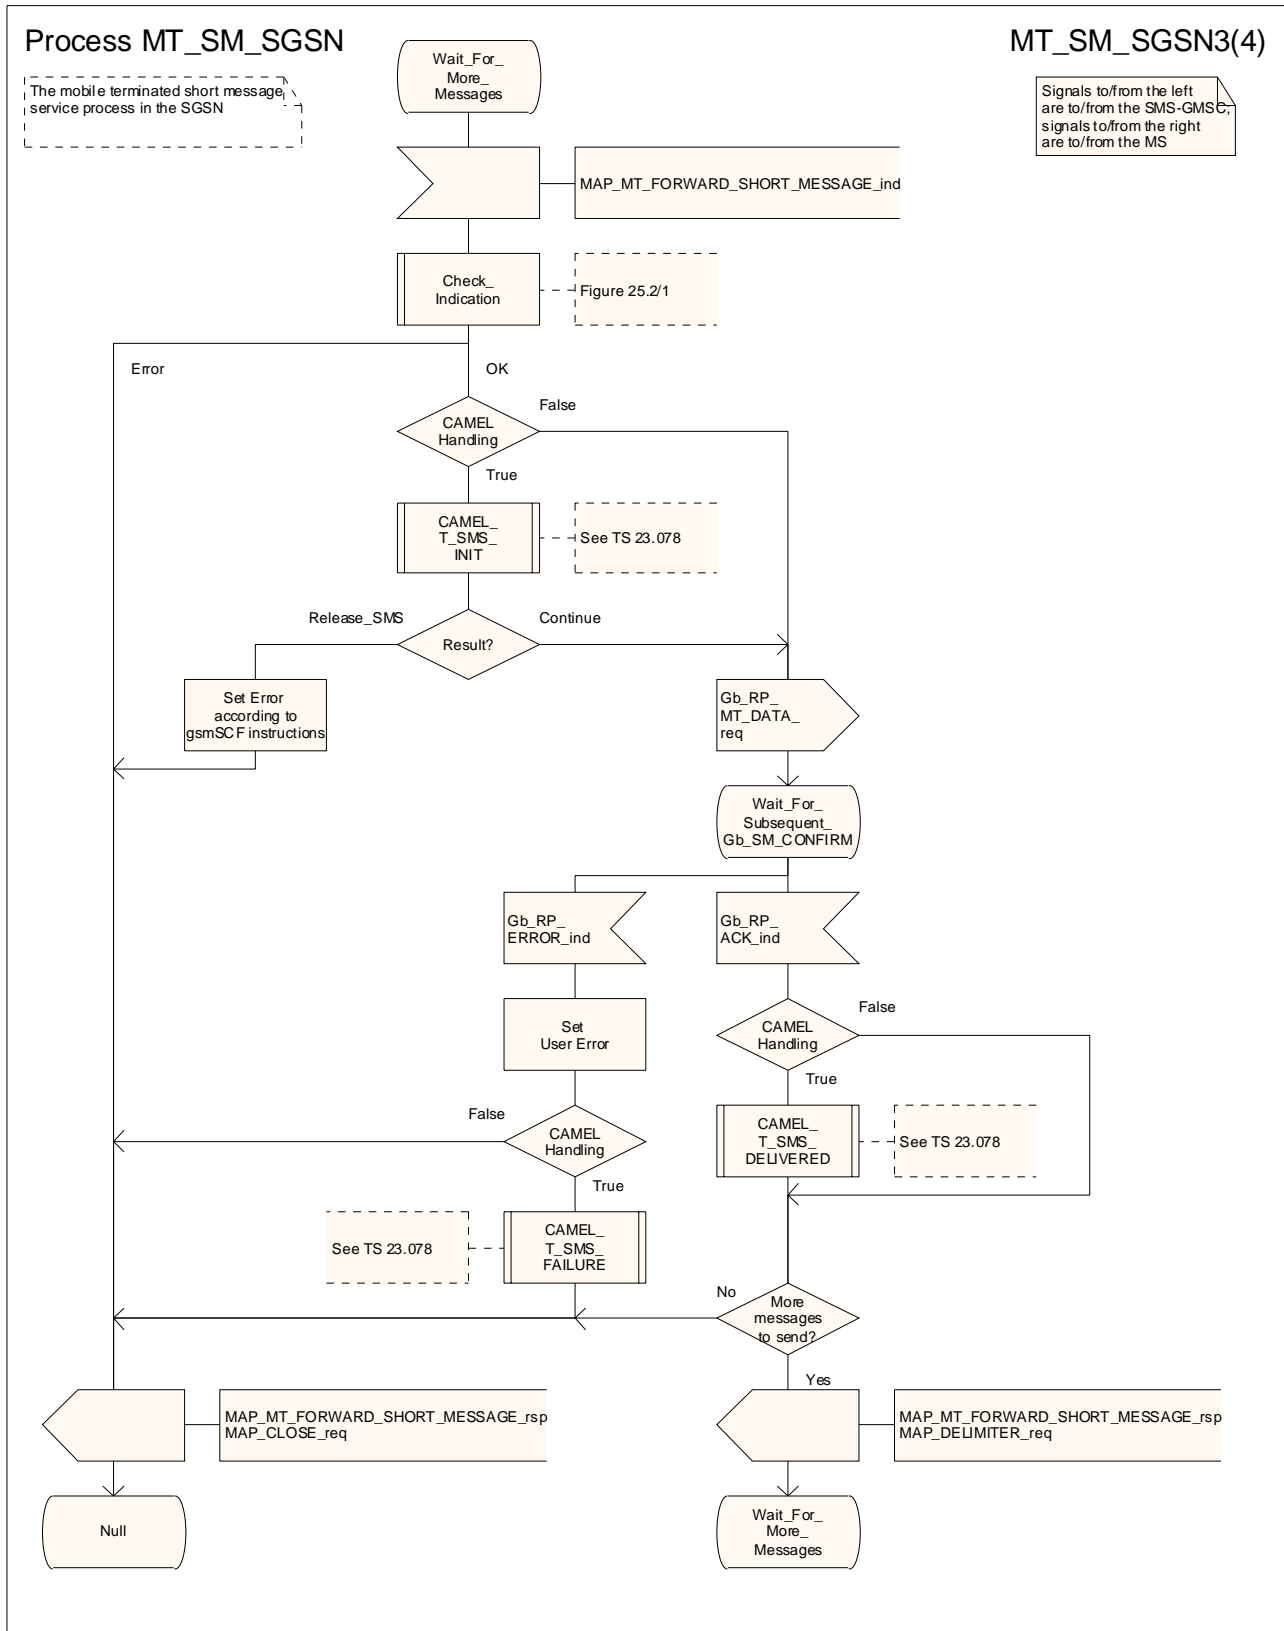 Process MT_SM_SGSN
MT_SM_SGSN3(4)
The mobile terminated short message
service process in the SGSN
Signals to/from the left
are to/from the SMS-GMSC;
signals to/from the right
are to/from the MS
Wait_For_
More_
Messages
MAP_MT_FORWARD_SHORT_MESSAGE_ind
Check_
Indication
Figure 25.2/1
Error
OK
CAMEL
Handling
False
True
CAMEL_
T_SMS_
INIT
See TS 23.078
Release_SMS
Result?
Continue
Set Error
according to
gsmSCF instructions
Gb_RP_
MT_DATA_
req
Wait_For_
Subsequent_
Gb_SM_CONFIRM
Gb_RP_
ERROR_ind
Gb_RP_
ACK_ind
Set
User Error
CAMEL
Handling
False
True
False
CAMEL
Handling
True
CAMEL_
T_SMS_
DELIVERED
See TS 23.078
See TS 23.078
CAMEL_
T_SMS_
FAILURE
No
More
messages
to send?
Yes
MAP_MT_FORWARD_SHORT_MESSAGE_rsp
MAP_CLOSE_req
MAP_MT_FORWARD_SHORT_MESSAGE_rsp
MAP_DELIMITER_req
Null
Wait_For_
More_
Messages